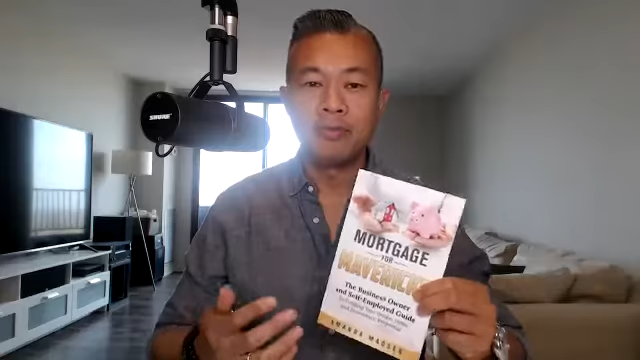 SHURE
MORTGAGE
FOR
MAVERICKS
The Business Owner
and Self-Employed Guide